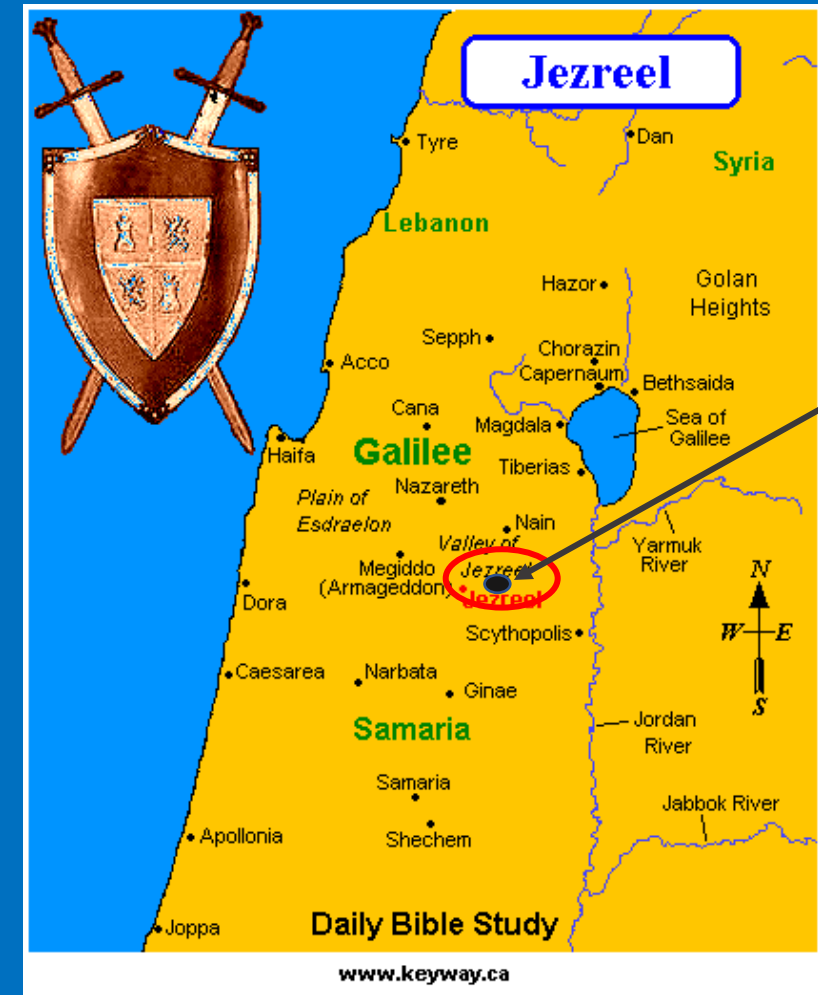 Jezreel
Tyre
Dan
Syria
Lebanon
Hazor
Golan
Heights
Sepph
Chorazin
Acco
Capernaum
Bethsaida
Cana
Magdala
Sea of
Galilee
Galilee
Haifa
Tiberias
Nazareth
Plain of
Esdraelon
Nain
Valley of
Jezreel
Yarmuk
River
Megiddo
(Armageddon)
Jezreel
Dora
N
W E
S
Scythopolis
Caesarea
Narbata
Ginae
Samaria
Jordan
River
Samaria
Jabbok River
Apollonia
Shechem
Joppa
Daily Bible Study
www.keyway.ca